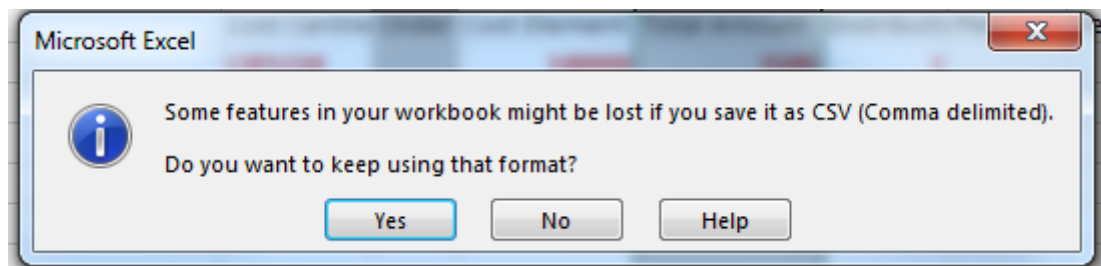 Microsoft Excel
Some features in your workbook might be lost if you save it as CSV (Comma delimited).
Do you want to keep using that format?
Yes No Help